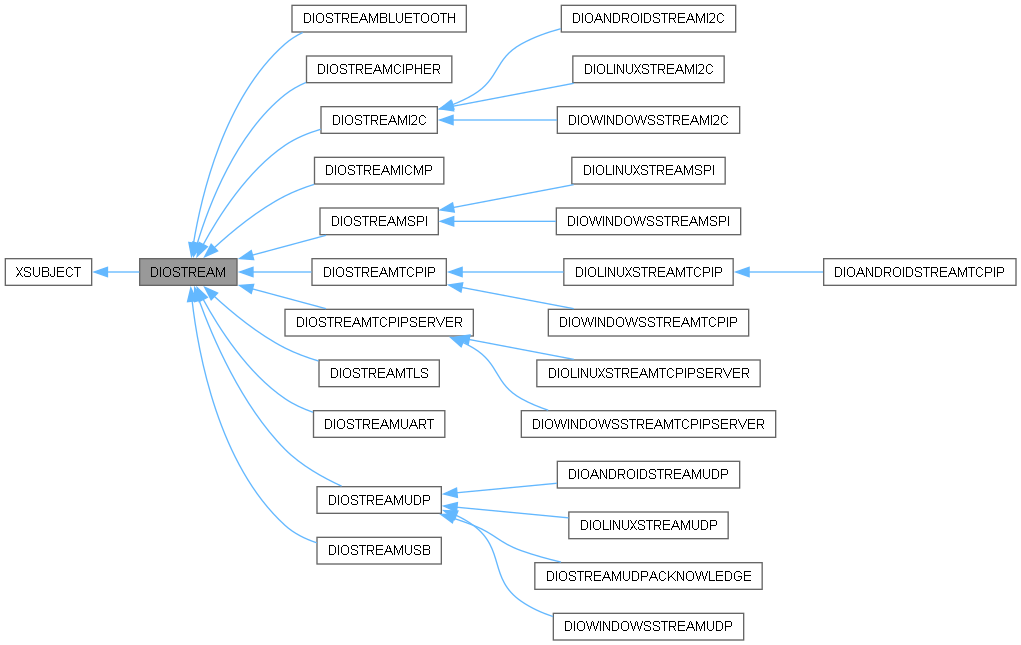 XSUBJECT
DIOSTREAM
DIOSTREAMBLUETOOTH
DIOSTREAMCIPHER
DIOSTREAMI2C
DIOANDROIDSTREAMI2C
DIOLINUXSTREAMI2C
DIOWINDOWSSTREAMI2C
DIOSTREAMICMP
DIOSTREAMSPI
DIOLINUXSTREAMSPI
DIOWINDOWSSTREAMSPI
DIOSTREAMTCPIP
DIOLINUXSTREAMTCPIP
DIOANDROIDSTREAMTCPIP
DIOWINDOWSSTREAMTCPIP
DIOSTREAMTCPIPSERVER
DIOLINUXSTREAMTCPIPSERVER
DIOWINDOWSSTREAMTCPIPSERVER
DIOSTREAMTLS
DIOSTREAMUART
DIOSTREAMUDP
DIOANDROIDSTREAMUDP
DIOLINUXSTREAMUDP
DIOSTREAMUDPACKNOWLEDGE
DIOWINDOWSSTREAMUDP
DIOSTREAMUSB